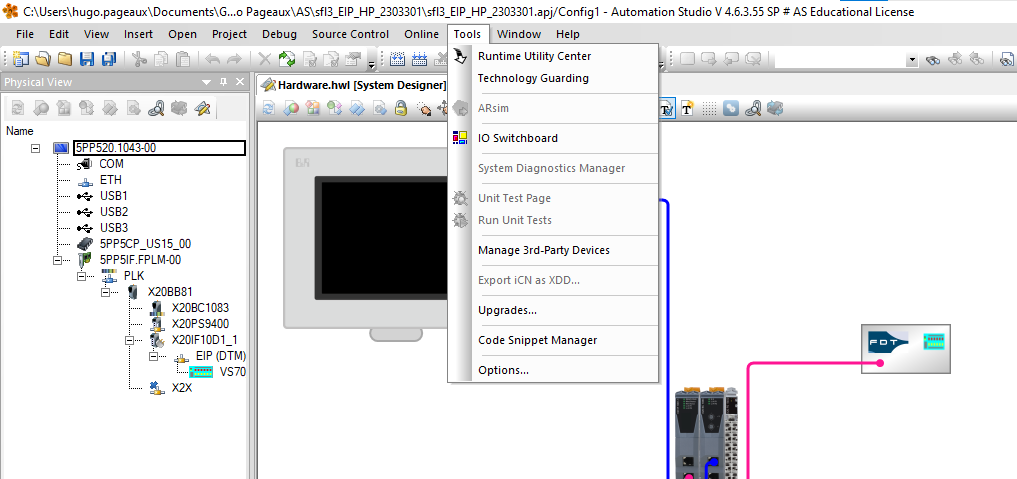 C:\Users\hugo.pageaux\Documents\G...o Pageaux\AS\sfl3_EIP_HP_2303301\sfl3_EIP_HP_2303301.apj/Config1 - Automation Studio V 4.6.3.55 SP # AS Educational License
File Edit View Insert Open Project Debug Source Control Online Tools Window Help
Physical View
Hardware.hwl [System Designer]
Name
5PP520.1043-00
COM
ETH
USB1
USB2
USB3
5PP5CP_US15_00
5PP5IF.FPLM-00
PLK
X20BB81
X20BC1083
X20PS9400
X20IF10D1_1
EIP (DTM)
VS70
X2X
Runtime Utility Center
Technology Guarding
ARsim
IO Switchboard
System Diagnostics Manager
Unit Test Page
Run Unit Tests
Manage 3rd-Party Devices
Export iCN as XDD...
Upgrades...
Code Snippet Manager
Options...
FDT